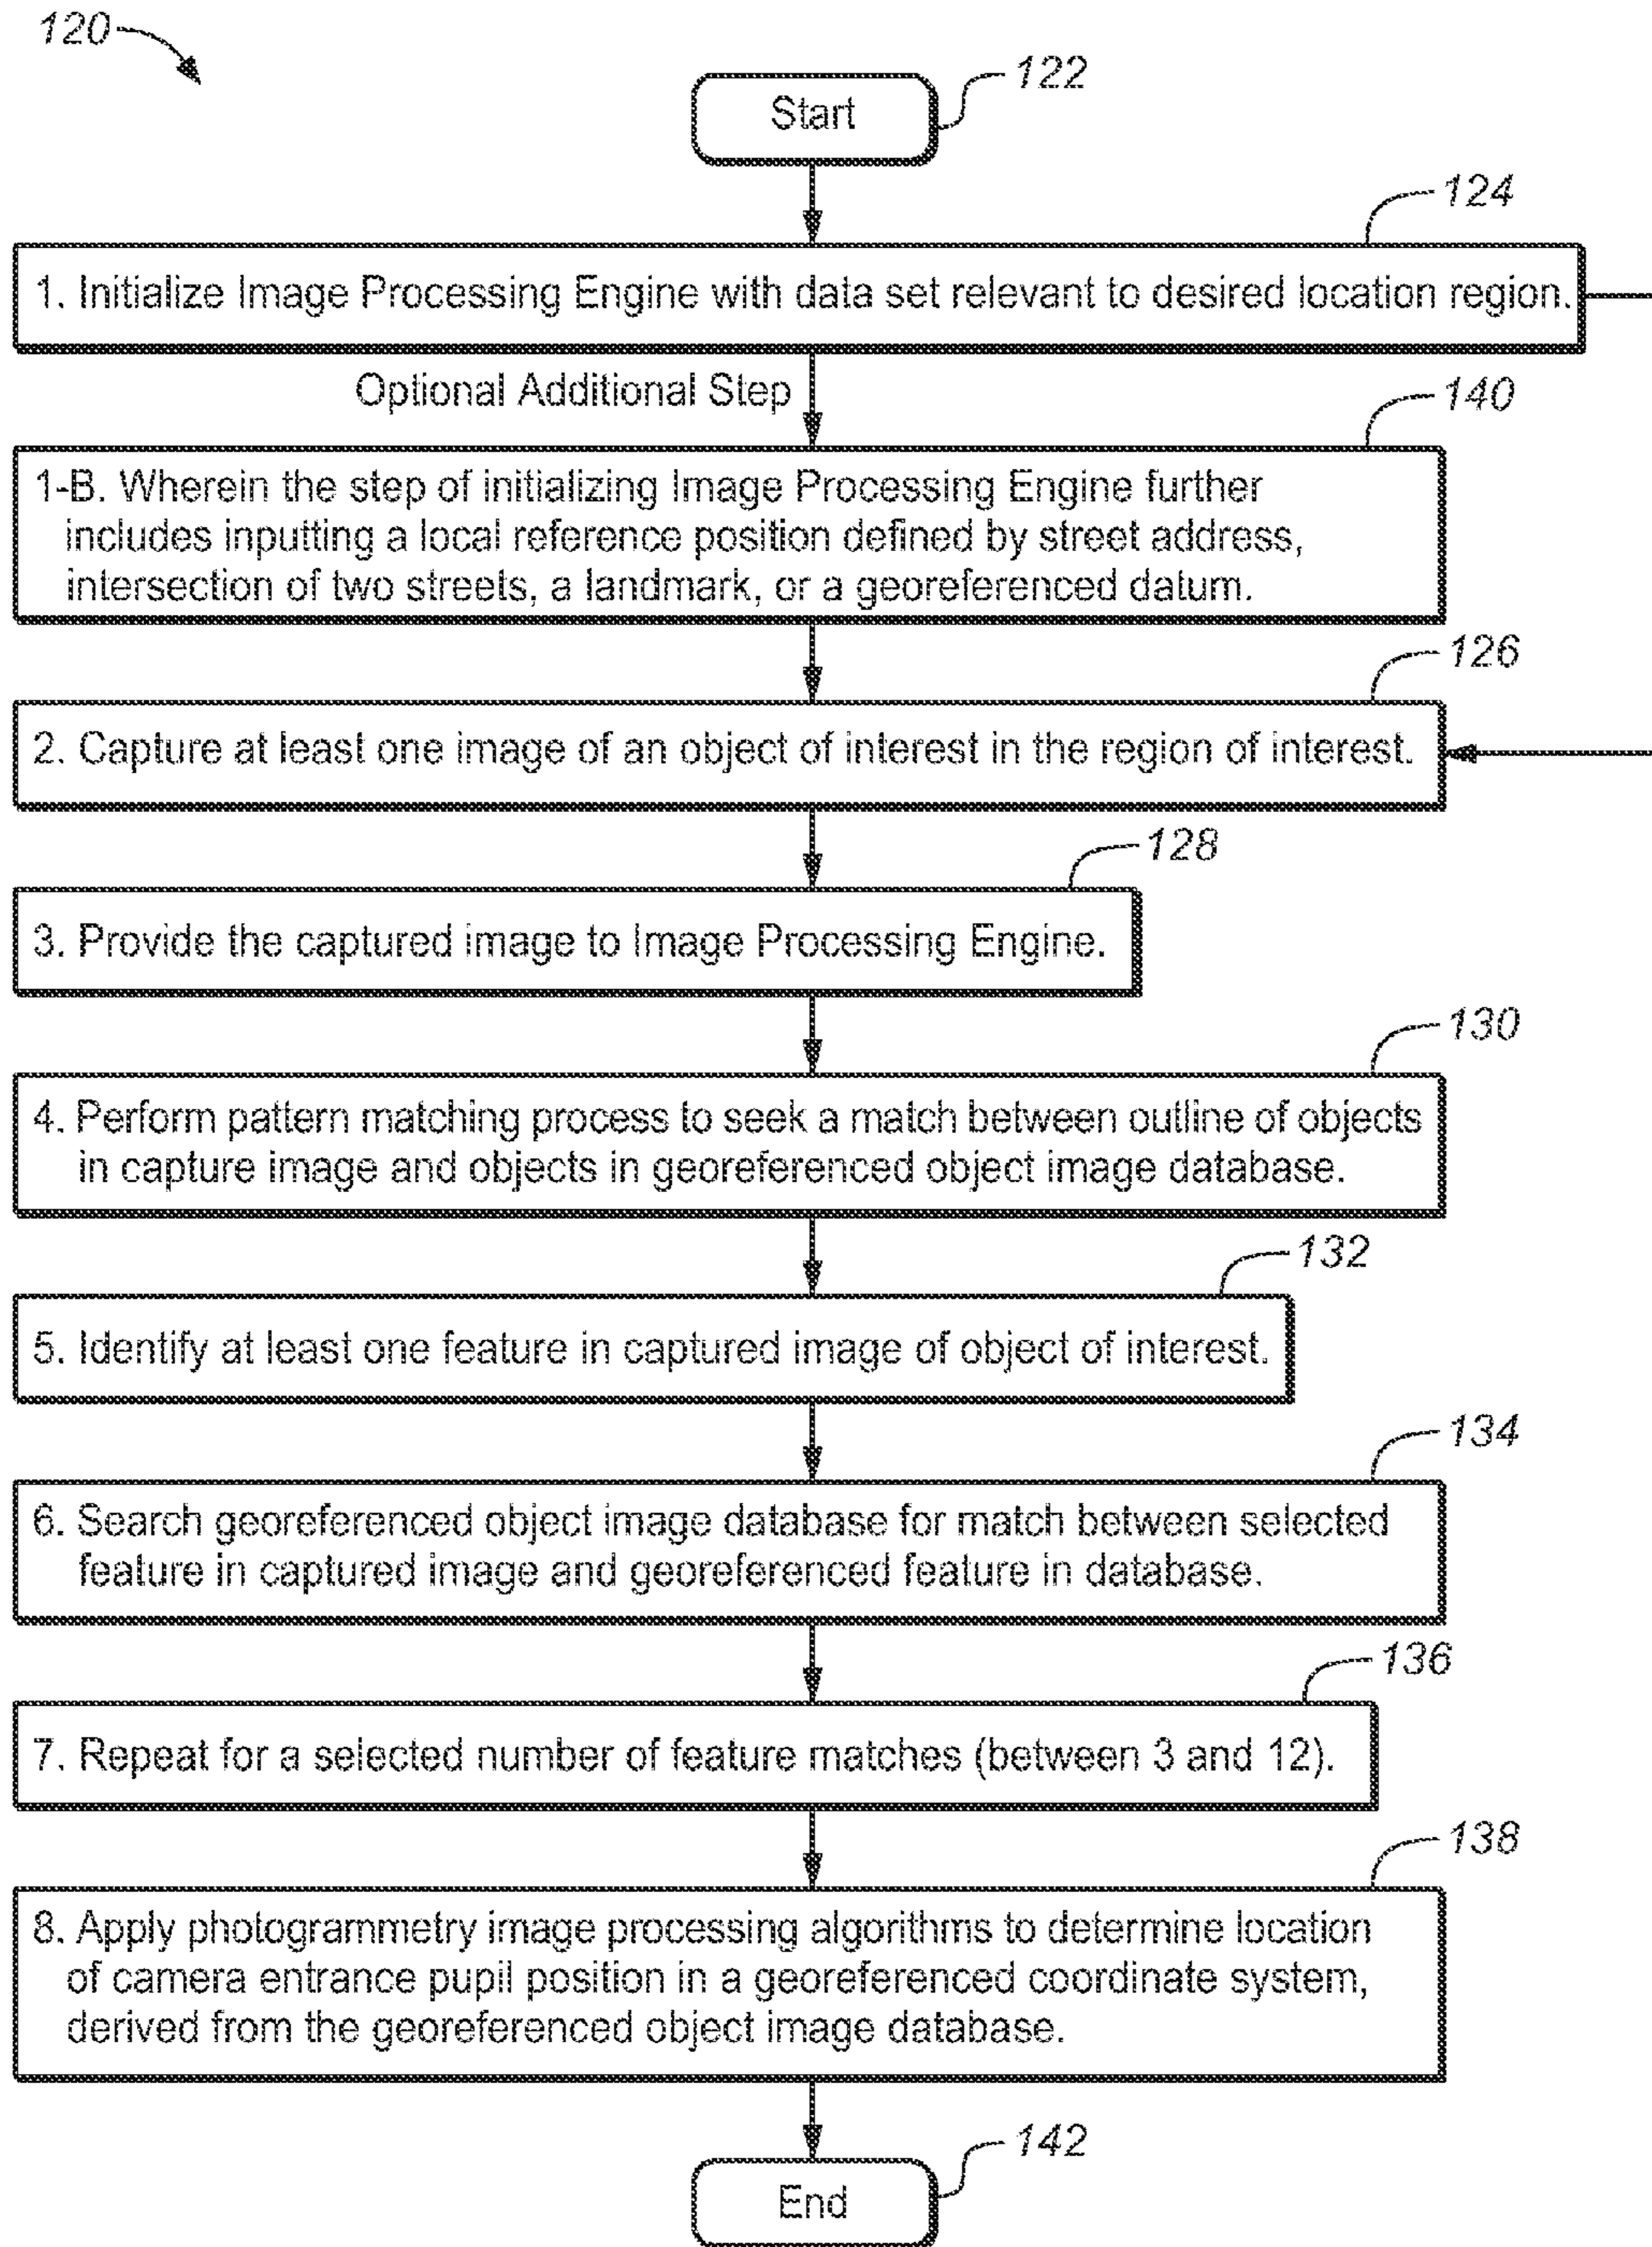 120
Start
122
124
1. Initialize Image Processing Engine with data set relevant to desired location region.
Optional Additional Step
140
1-B. Wherein the step of initializing Image Processing Engine further
includes inputting a local reference position defined by street address,
intersection of two streets, a landmark, or a georeferenced datum.
126
2. Capture at least one image of an object of interest in the region of interest.
128
3. Provide the captured image to Image Processing Engine.
130
4. Perform pattern matching process to seek a match between outline of objects
in capture image and objects in georeferenced object image database.
132
5. Identify at least one feature in captured image of object of interest.
134
6. Search georeferenced object image database for match between selected
feature in captured image and georeferenced feature in database.
136
7. Repeat for a selected number of feature matches (between 3 and 12).
138
8. Apply photogrammetry image processing algorithms to determine location
of camera entrance pupil position in a georeferenced coordinate system,
derived from the georeferenced object image database.
142
End